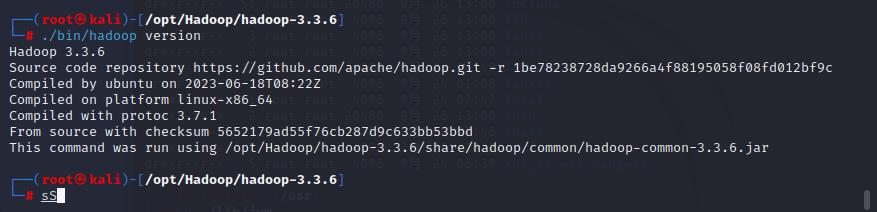 ┌──(root㉿kali)-[/opt/Hadoop/hadoop-3.3.6]
└─# ./bin/hadoop version
Hadoop 3.3.6
Source code repository https://github.com/apache/hadoop.git -r 1be78238728da9266a4f88195058f08fd012bf9c
Compiled by ubuntu on 2023-06-18T08:22Z
Compiled on platform linux-x86_64
Compiled with protoc 3.7.1
From source with checksum 5652179ad55f76cb287d9c633bb53bbd
This command was run using /opt/Hadoop/hadoop-3.3.6/share/hadoop/common/hadoop-common-3.3.6.jar
┌──(root㉿kali)-[/opt/Hadoop/hadoop-3.3.6]
└─# sS